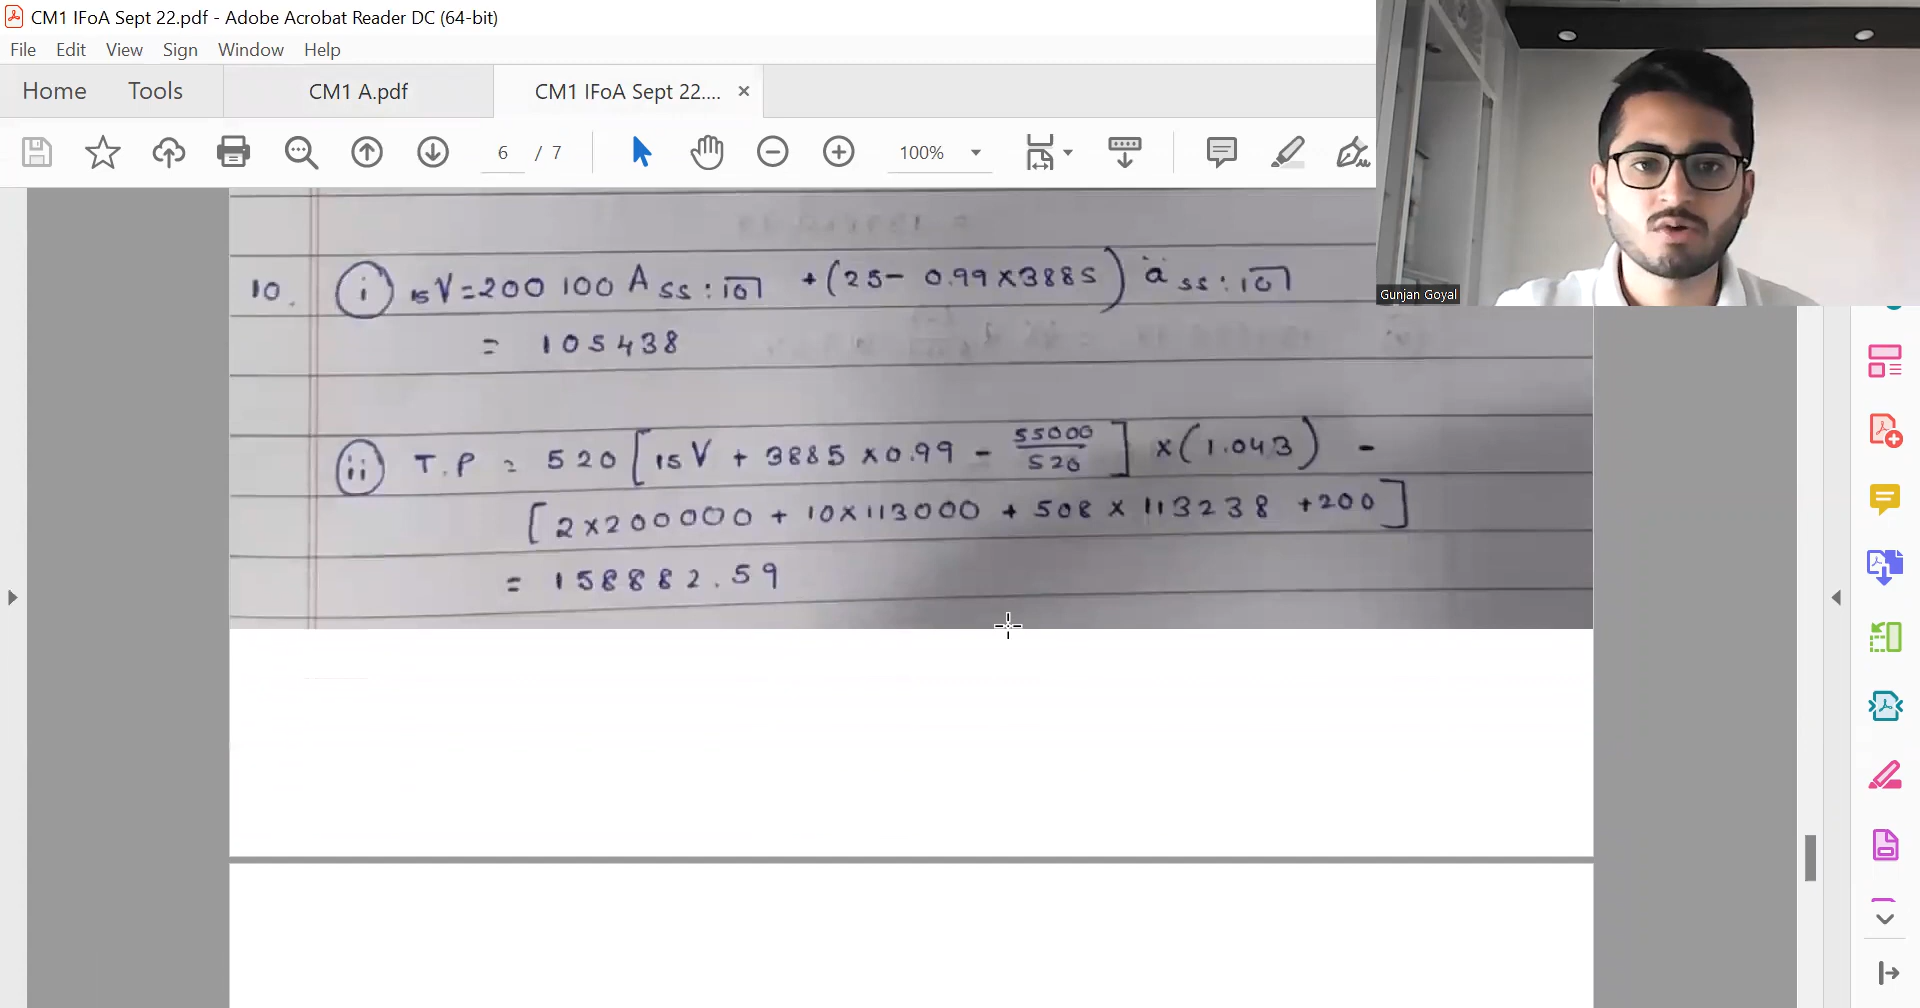 CM1 IFoA Sept 22.pdf - Adobe Acrobat Reader DC (64-bit)
File Edit View Sign Window Help
Home Tools CM1 A.pdf CM1 IFoA Sept 22.... ×
6 / 7 100%
Gunjan Goyal
10. (i) 15V = 200 100 A 55:10̅| + (25 - 0.99 × 3885) ä 55:10̅|
= 105438
(ii) T.P = 520 [15V + 3885 × 0.99 - 55000/520] × (1.043) -
[2 × 200000 + 10 × 113000 + 508 × 113238 + 200]
= 158882.59